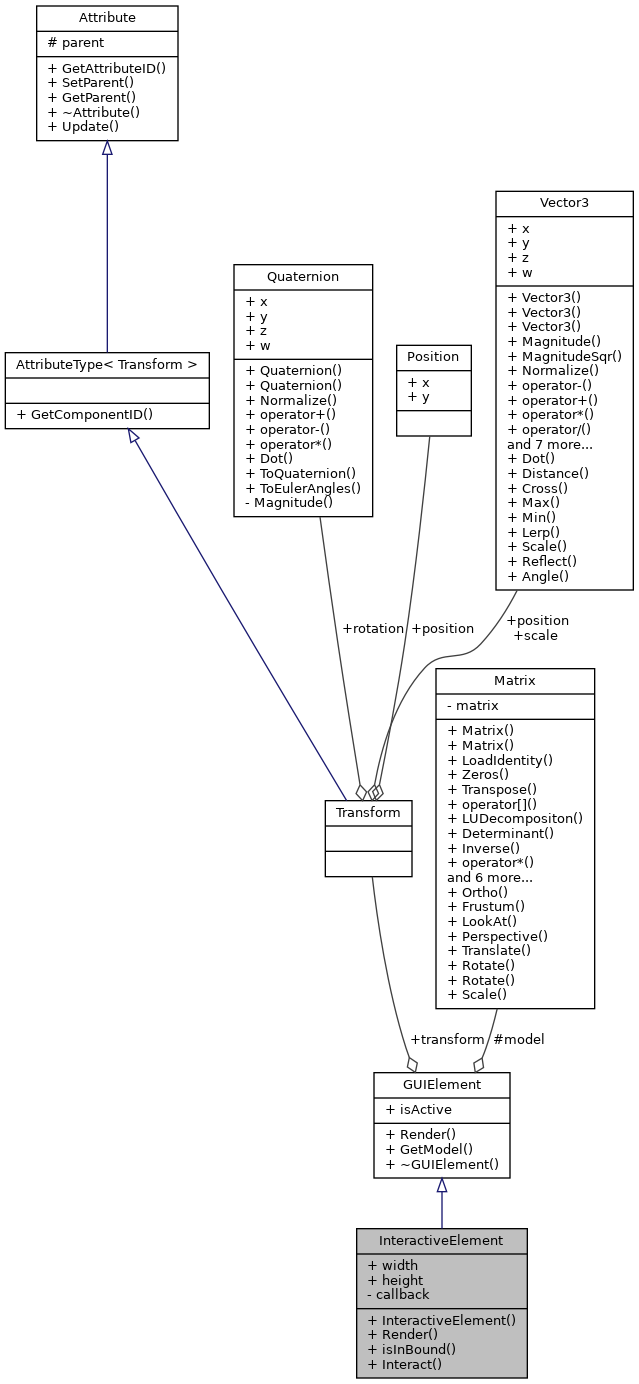 Attribute
# parent
+ GetAttributeID()
+ SetParent()
+ GetParent()
+ ~Attribute()
+ Update()
Vector3
+ x
+ y
+ z
+ w
+ Vector3()
+ Vector3()
+ Vector3()
+ Magnitude()
+ MagnitudeSqr()
+ Normalize()
+ operator-()
+ operator+()
+ operator*()
+ operator/()
and 7 more...
+ Dot()
+ Distance()
+ Cross()
+ Max()
+ Min()
+ Lerp()
+ Scale()
+ Reflect()
+ Angle()
Quaternion
+ x
+ y
+ z
+ w
+ Quaternion()
+ Quaternion()
+ Normalize()
+ operator+()
+ operator-()
+ operator*()
+ Dot()
+ ToQuaternion()
+ ToEulerAngles()
- Magnitude()
Position
+ x
+ y
AttributeType< Transform >
+ GetComponentID()
+rotation
+position
+position
+scale
Matrix
- matrix
+ Matrix()
+ Matrix()
+ LoadIdentity()
+ Zeros()
+ Transpose()
+ operator[]()
+ LUDecompositon()
+ Determinant()
+ Inverse()
+ operator*()
and 6 more...
+ Ortho()
+ Frustum()
+ LookAt()
+ Perspective()
+ Translate()
+ Rotate()
+ Rotate()
+ Scale()
Transform
+transform
#model
GUIElement
+ isActive
+ Render()
+ GetModel()
+ ~GUIElement()
InteractiveElement
+ width
+ height
- callback
+ InteractiveElement()
+ Render()
+ isInBound()
+ Interact()